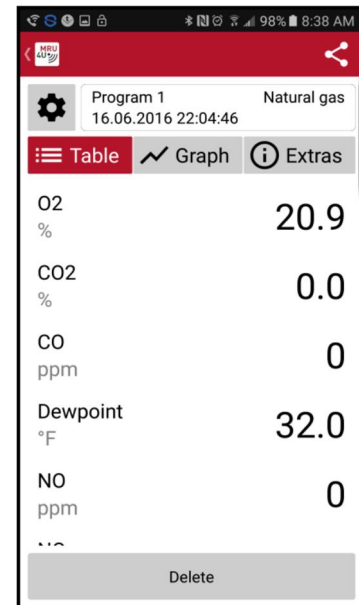 98% 8:38 AM
MRU
4U
Program 1 Natural gas
16.06.2016 22:04:46
Table Graph Extras
O2
% 20.9
CO2
% 0.0
CO
ppm 0
Dewpoint
°F 32.0
NO
ppm 0
Delete